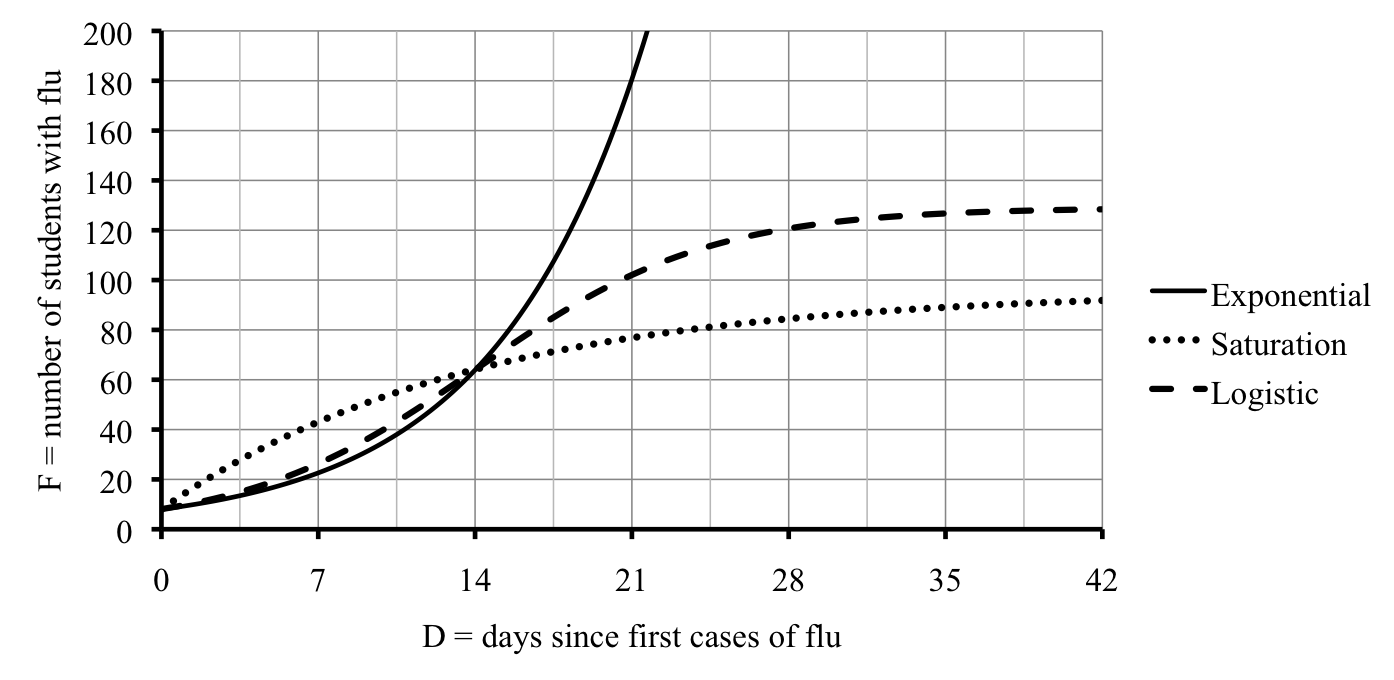 200
180
160
140
120
100
80
60
40
20
0
F = number of students with flu
0 7 14 21 28 35 42
D = days since first cases of flu
Exponential
Saturation
Logistic